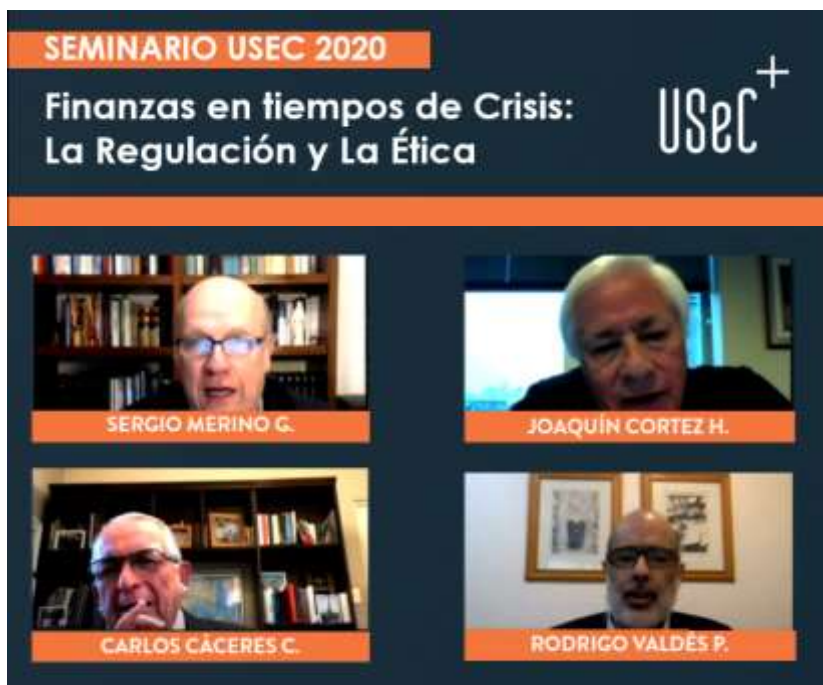 SEMINARIO USEC 2020
Finanzas en tiempos de Crisis:
La Regulación y La Ética
USeC+
SERGIO MERINO G.
JOAQUÍN CORTEZ H.
CARLOS CÁCERES C.
RODRIGO VALDÉS P.